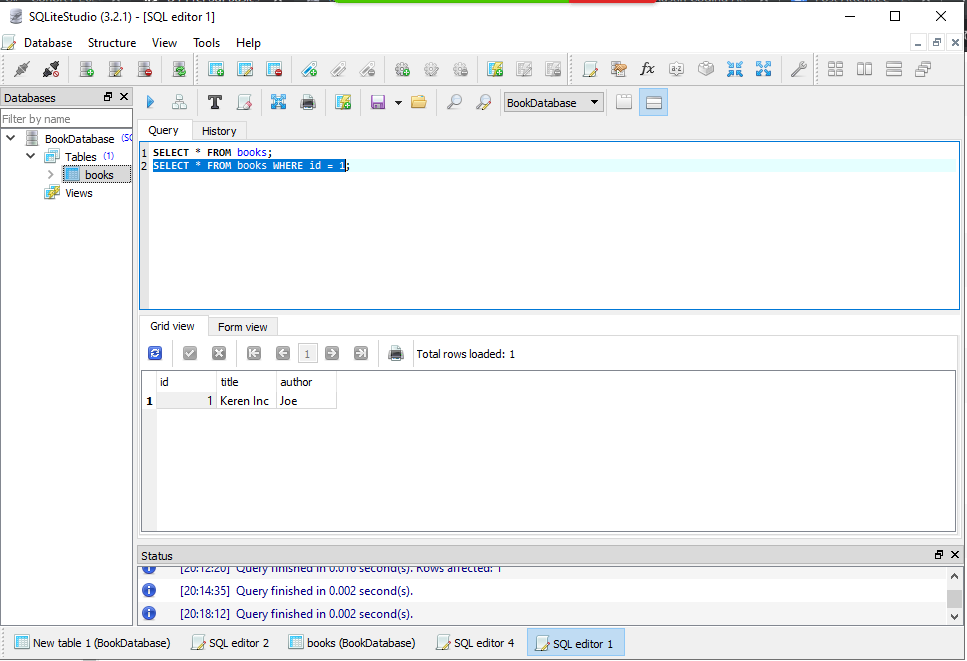 SQLiteStudio (3.2.1) - [SQL editor 1]
Database Structure View Tools Help
Databases
Filter by name
BookDatabase
Tables (1)
books
Views
BookDatabase
Query History
1 SELECT * FROM books;
2 SELECT * FROM books WHERE id = 1;
Grid view Form view
1 Total rows loaded: 1
id title author
1 1 Keren Inc Joe
Status
[20:12:20] Query finished in 0.016 second(s). Rows affected: 1
[20:14:35] Query finished in 0.002 second(s).
[20:18:12] Query finished in 0.002 second(s).
New table 1 (BookDatabase) SQL editor 2 books (BookDatabase) SQL editor 4 SQL editor 1